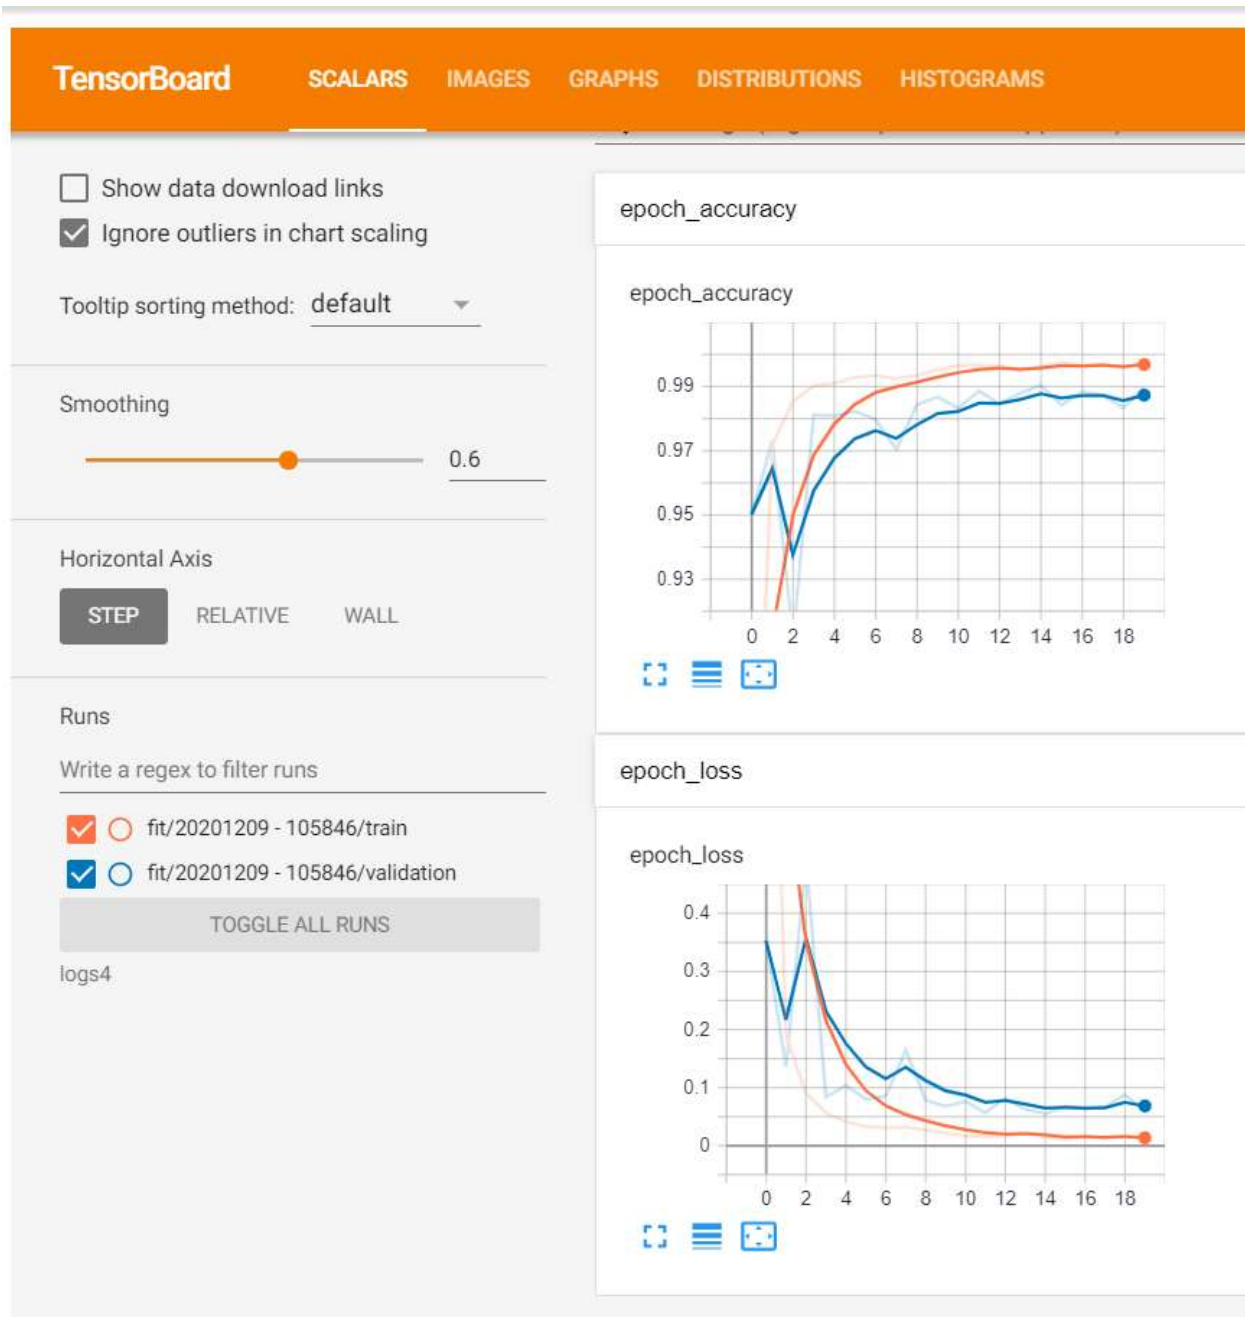 TensorBoard SCALARS IMAGES GRAPHS DISTRIBUTIONS HISTOGRAMS
Show data download links
Ignore outliers in chart scaling
Tooltip sorting method: default
Smoothing
0.6
Horizontal Axis
STEP RELATIVE WALL
Runs
Write a regex to filter runs
fit/20201209 - 105846/train
fit/20201209 - 105846/validation
TOGGLE ALL RUNS
logs4
epoch_accuracy
epoch_accuracy
0.99
0.97
0.95
0.93
0 2 4 6 8 10 12 14 16 18
epoch_loss
epoch_loss
0.4
0.3
0.2
0.1
0
0 2 4 6 8 10 12 14 16 18